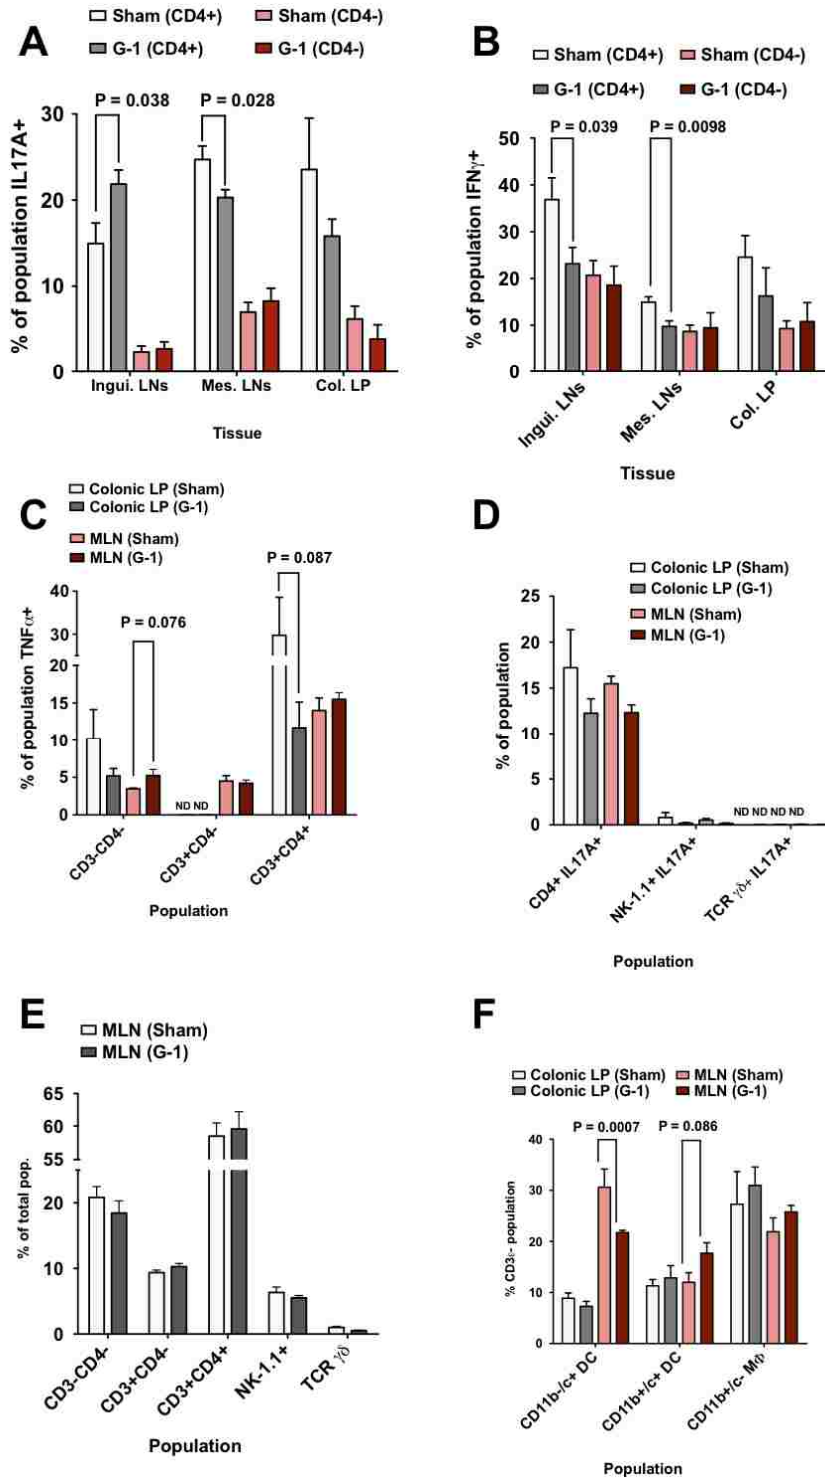 A
Sham (CD4+) Sham (CD4-)
G-1 (CD4+) G-1 (CD4-)
P = 0.038 P = 0.028
% of population IL17A+
30
20
10
0
Ingui. LNs Mes. LNs Col. LP
Tissue
B
Sham (CD4+) Sham (CD4-)
G-1 (CD4+) G-1 (CD4-)
P = 0.039 P = 0.0098
% of population IFNγ+
50
40
30
20
10
0
Ingui. LNs Mes. LNs Col. LP
Tissue
C
Colonic LP (Sham)
Colonic LP (G-1)
MLN (Sham)
MLN (G-1)
P = 0.087
P = 0.076
% of population TNFα+
40
30
20
15
10
5
0
ND ND
CD3-CD4- CD3+CD4- CD3+CD4+
Population
D
Colonic LP (Sham)
Colonic LP (G-1)
MLN (Sham)
MLN (G-1)
% of population
25
20
15
10
5
0
ND ND ND ND
CD4+ IL17A+ NK-1.1+ IL17A+ TCR γδ+ IL17A+
Population
E
MLN (Sham)
MLN (G-1)
% of total pop.
65
60
55
20
10
0
CD3-CD4- CD3+CD4- CD3+CD4+ NK-1.1+ TCR γδ
Population
F
Colonic LP (Sham) MLN (Sham)
Colonic LP (G-1) MLN (G-1)
P = 0.0007 P = 0.086
% CD3ε- population
40
30
20
10
0
CD11b-/c+ DC CD11b+/c+ DC CD11b+/c- MΦ
Population